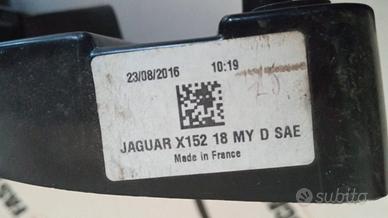 23/08/2016 10:19
JAGUAR X152 18 MY D SAE
Made in France
subito